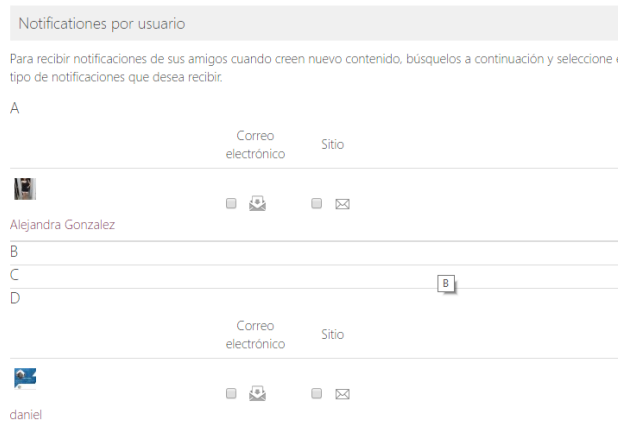 Notificationes por usuario
Para recibir notificaciones de sus amigos cuando creen nuevo contenido, búsquelos a continuación y seleccione
tipo de notificaciones que desea recibir.
A
Correo
electrónico
Sitio
Alejandra Gonzalez
B
C
B
D
Correo
electrónico
Sitio
daniel